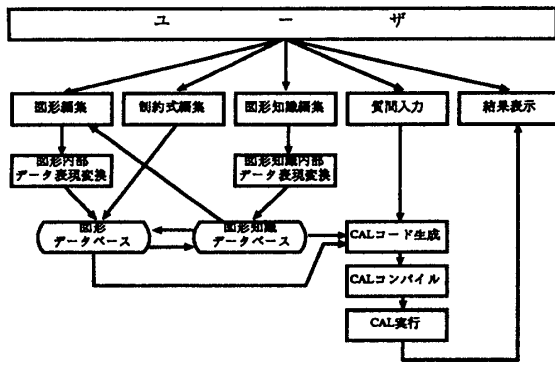 ユーザ
図形編集
制約式編集
図形知識編集
質問入力
結果表示
図形内部
データ表現変換
図形知識内部
データ表現変換
図形
データベース
図形知識
データベース
CALコード生成
CALコンパイル
CAL実行